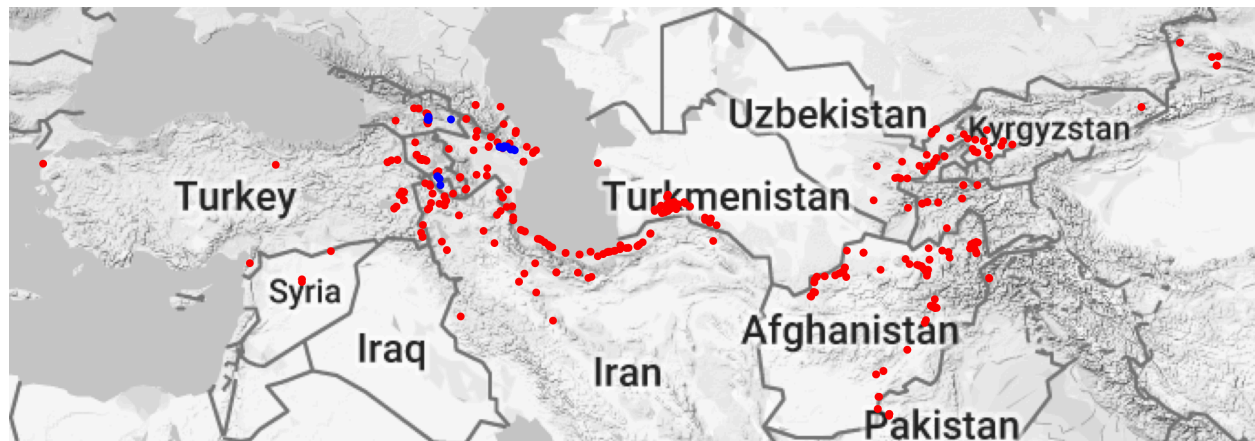 Uzbekistan
Kyrgyzstan
Turkey
Turkmenistan
Syria
Iraq
Afghanistan
Iran
Pakistan